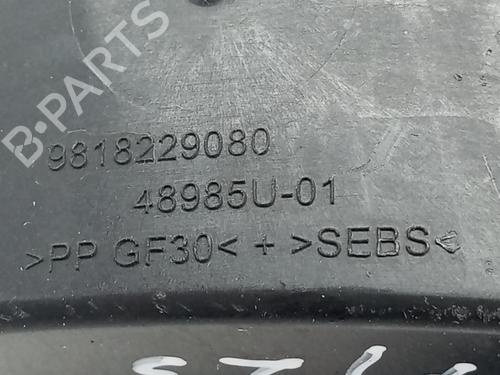 B-PARTS
9818229080
48985U-01
>PP GF30< + >SEBS<